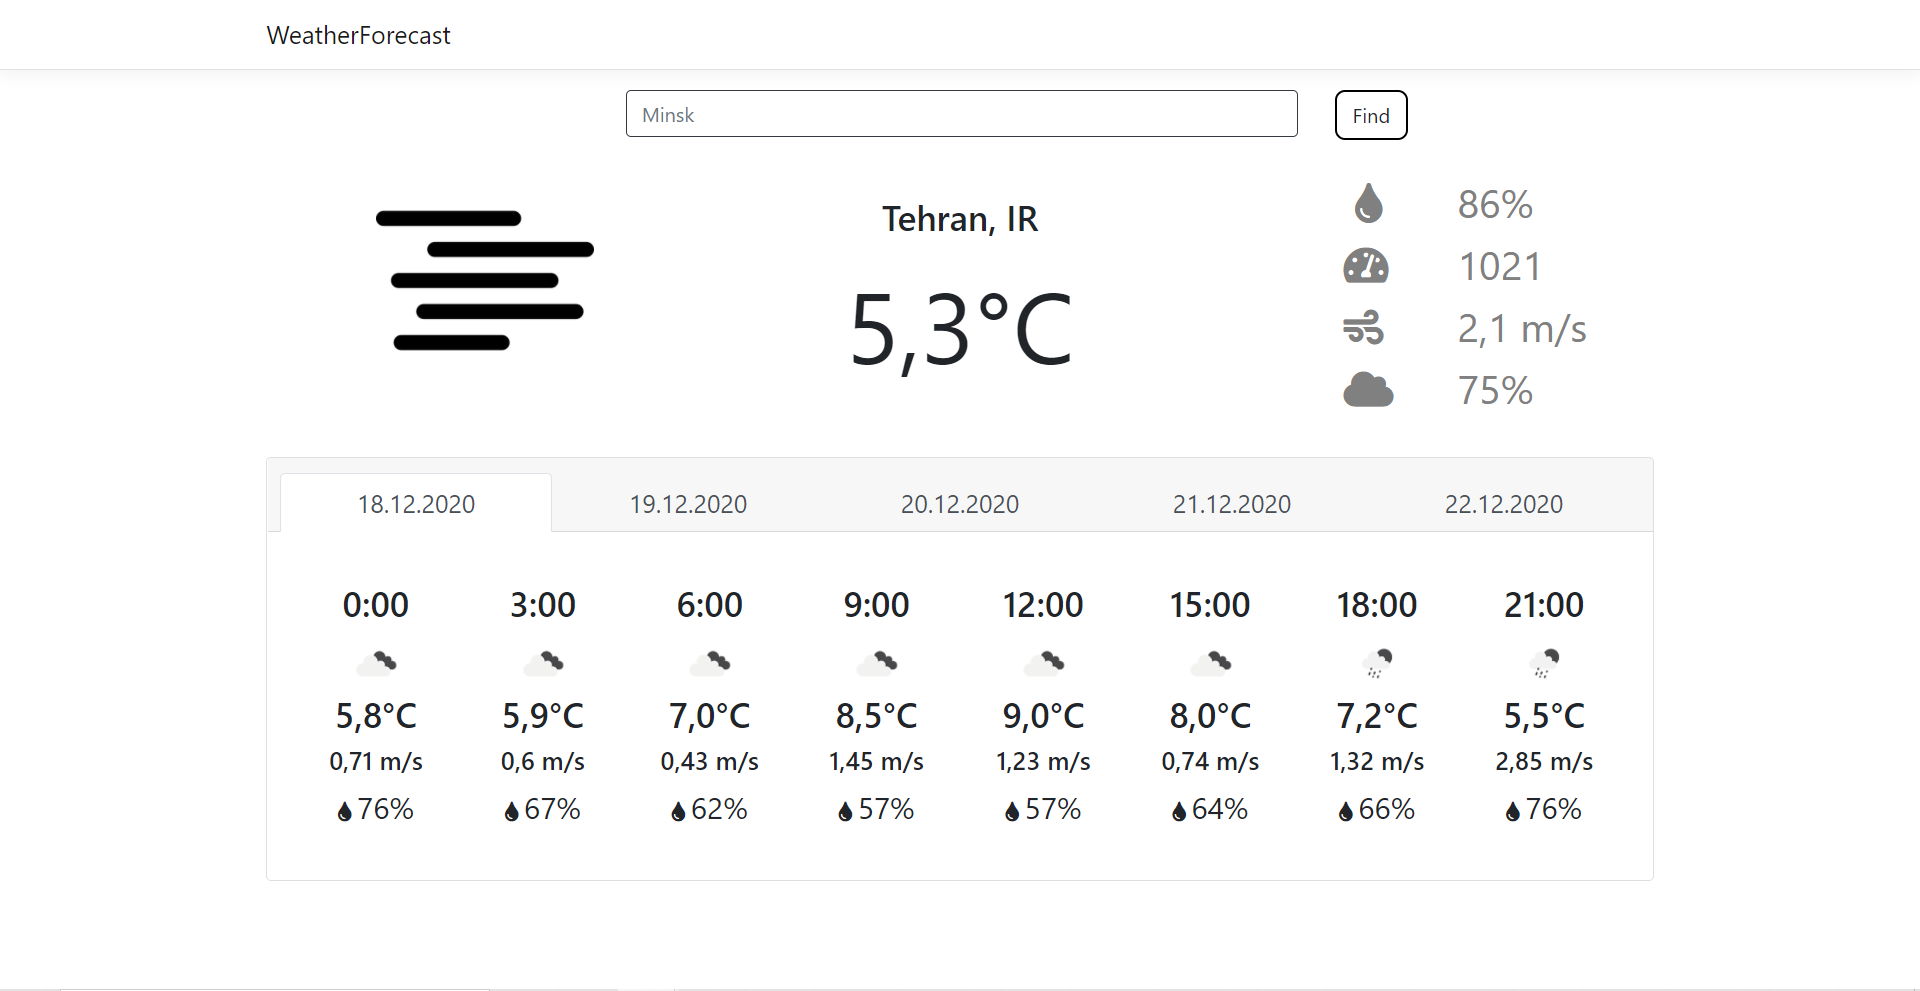 WeatherForecast
Minsk
Find
Tehran, IR
5,3°C
86%
1021
2,1 m/s
75%
18.12.2020 19.12.2020 20.12.2020 21.12.2020 22.12.2020
0:00 3:00 6:00 9:00 12:00 15:00 18:00 21:00
5,8°C 5,9°C 7,0°C 8,5°C 9,0°C 8,0°C 7,2°C 5,5°C
0,71 m/s 0,6 m/s 0,43 m/s 1,45 m/s 1,23 m/s 0,74 m/s 1,32 m/s 2,85 m/s
76% 67% 62% 57% 57% 64% 66% 76%